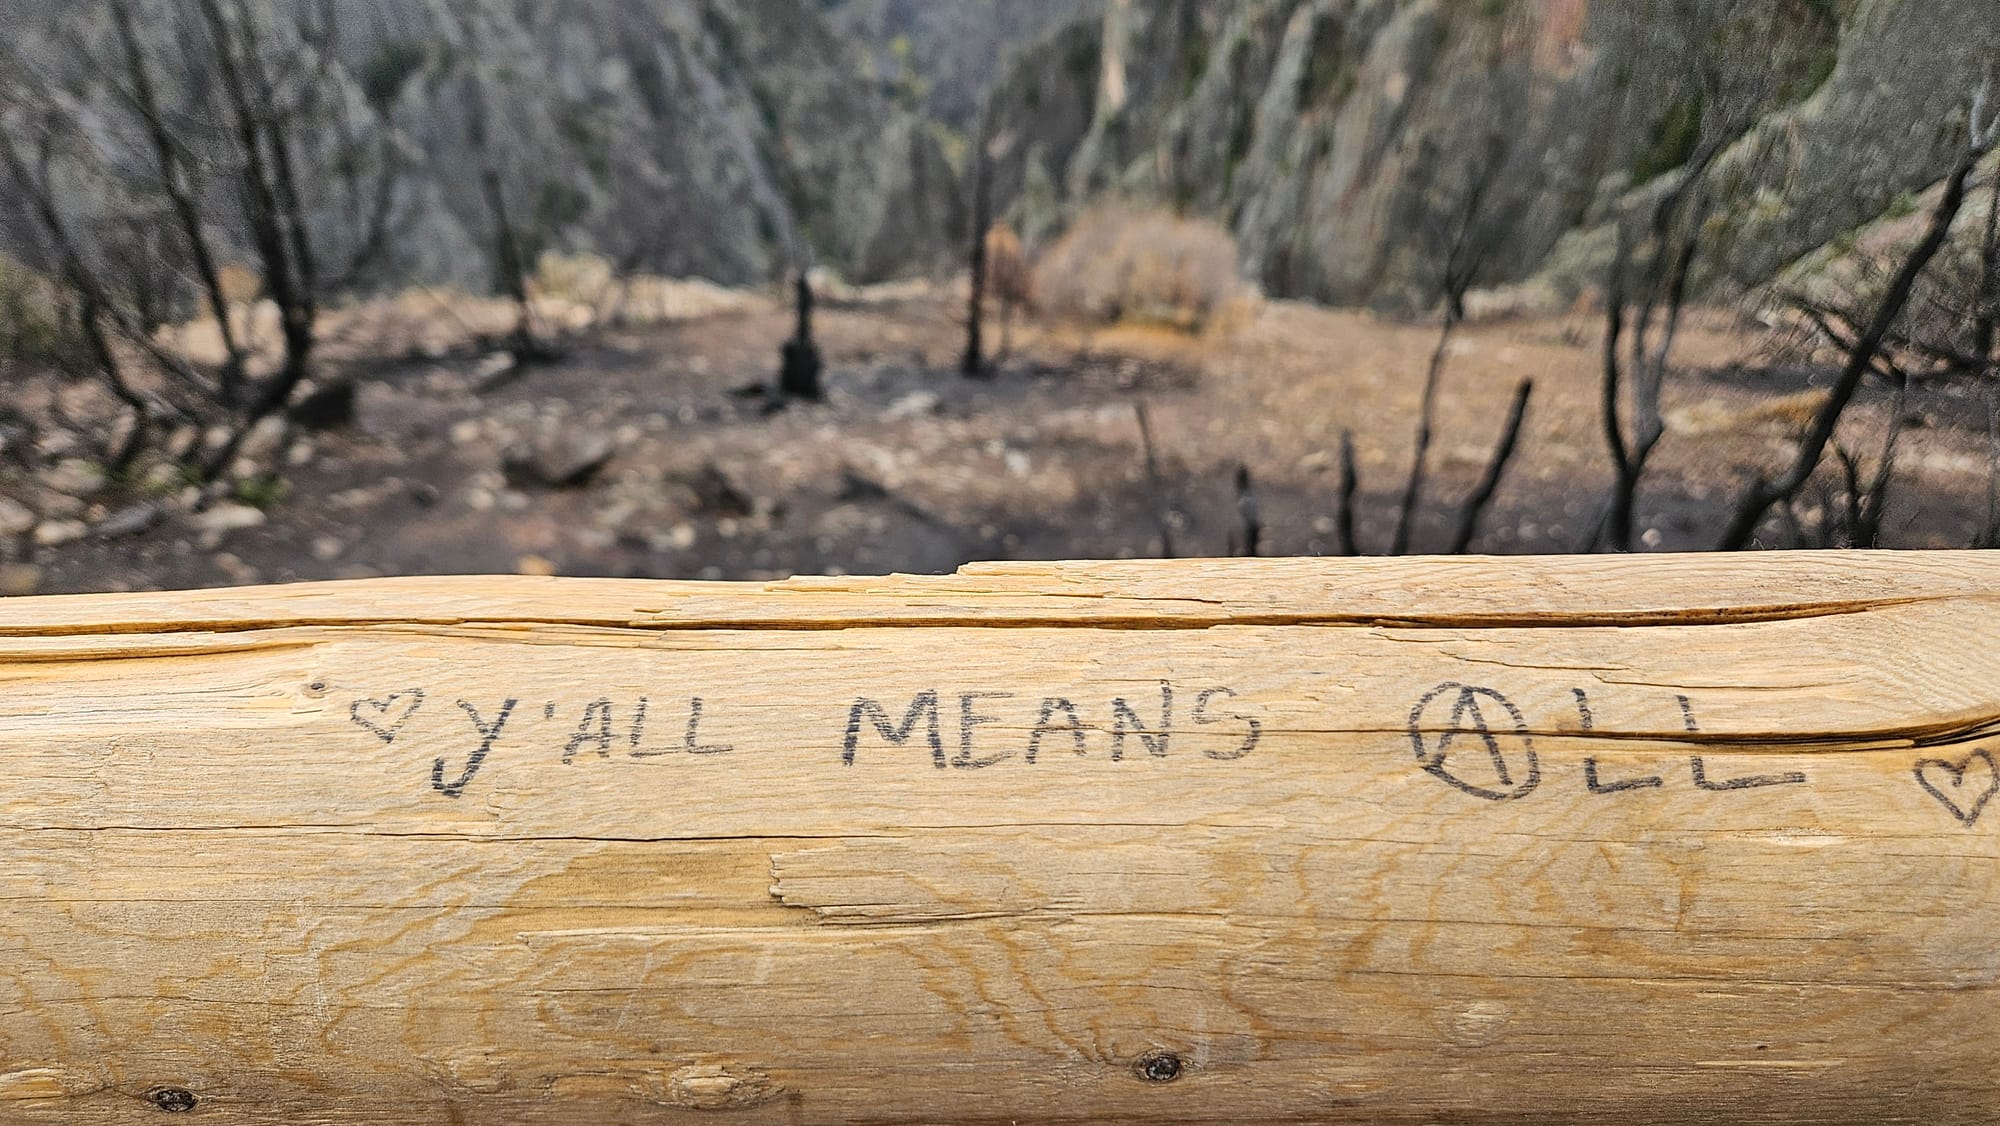 ♡ Y'ALL MEANS ALL ♡